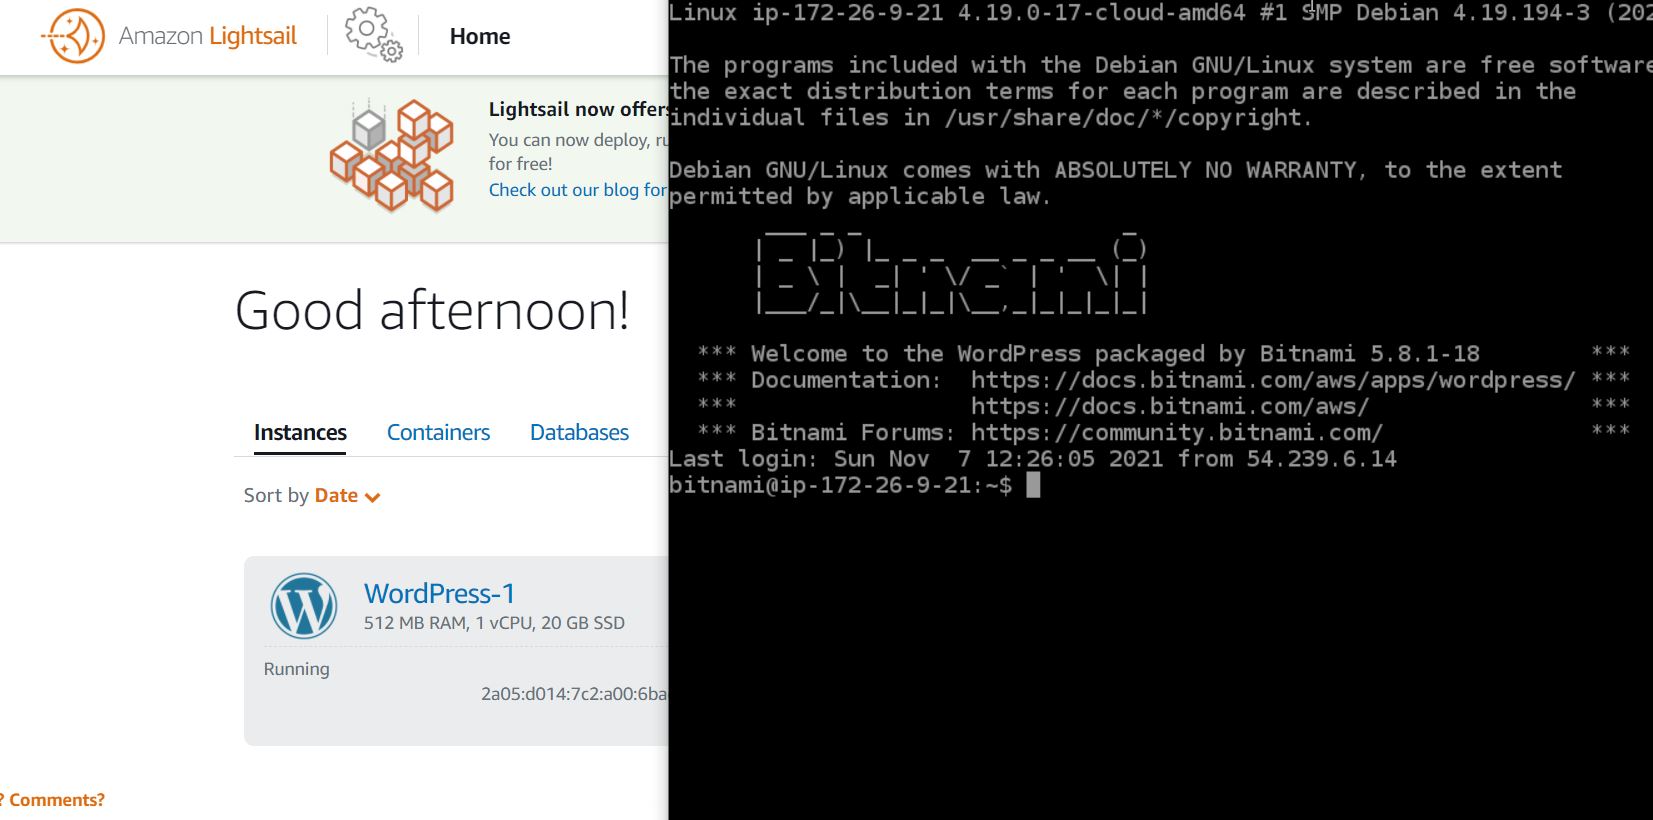 Amazon Lightsail
Home
Lightsail now offers
You can now deploy, ru
for free!
Check out our blog for
Good afternoon!
Instances Containers Databases
Sort by Date
WordPress-1
512 MB RAM, 1 vCPU, 20 GB SSD
Running
2a05:d014:7c2:a00:6ba
? Comments?
Linux ip-172-26-9-21 4.19.0-17-cloud-amd64 #1 SMP Debian 4.19.194-3 (202
The programs included with the Debian GNU/Linux system are free software
the exact distribution terms for each program are described in the
individual files in /usr/share/doc/*/copyright.
Debian GNU/Linux comes with ABSOLUTELY NO WARRANTY, to the extent
permitted by applicable law.
Bitnami
*** Welcome to the WordPress packaged by Bitnami 5.8.1-18 ***
*** Documentation: https://docs.bitnami.com/aws/apps/wordpress/ ***
*** https://docs.bitnami.com/aws/ ***
*** Bitnami Forums: https://community.bitnami.com/ ***
Last login: Sun Nov 7 12:26:05 2021 from 54.239.6.14
bitnami@ip-172-26-9-21:~$